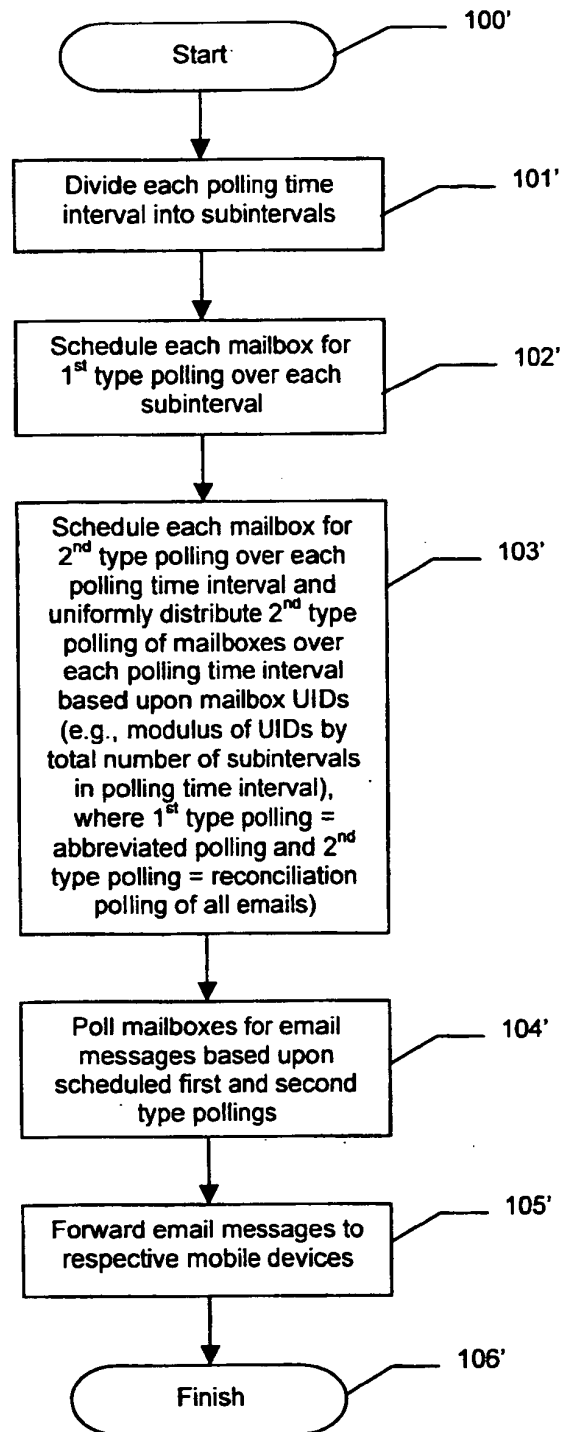 100'
Start
Divide each polling time
interval into subintervals
101'
Schedule each mailbox for
1st type polling over each
subinterval
102'
Schedule each mailbox for
2nd type polling over each
polling time interval and
uniformly distribute 2nd type
polling of mailboxes over
each polling time interval
based upon mailbox UIDs
(e.g., modulus of UIDs by
total number of subintervals
in polling time interval),
where 1st type polling =
abbreviated polling and 2nd
type polling = reconciliation
polling of all emails)
103'
Poll mailboxes for email
messages based upon
scheduled first and second
type pollings
104'
Forward email messages to
respective mobile devices
105'
Finish
106'